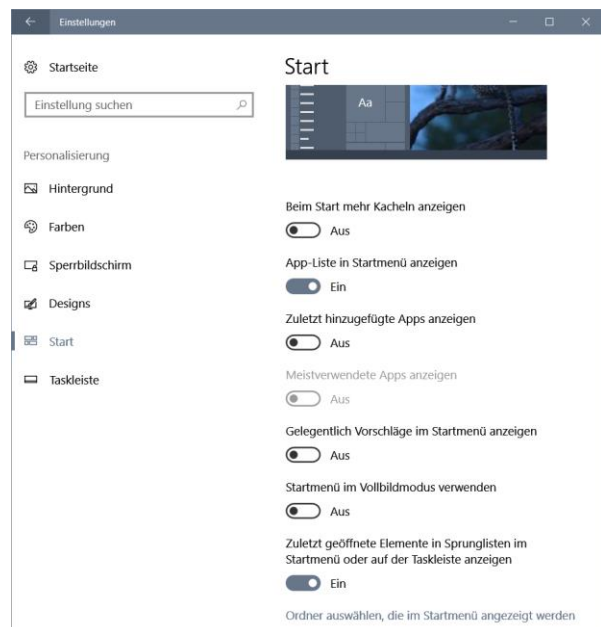 Einstellungen
Startseite
Einstellung suchen
Personalisierung
Hintergrund
Farben
Sperrbildschirm
Designs
Start
Taskleiste
Start
Aa
Beim Start mehr Kacheln anzeigen
Aus
App-Liste in Startmenü anzeigen
Ein
Zuletzt hinzugefügte Apps anzeigen
Aus
Meistverwendete Apps anzeigen
Aus
Gelegentlich Vorschläge im Startmenü anzeigen
Aus
Startmenü im Vollbildmodus verwenden
Aus
Zuletzt geöffnete Elemente in Sprunglisten im
Startmenü oder auf der Taskleiste anzeigen
Ein
Ordner auswählen, die im Startmenü angezeigt werden